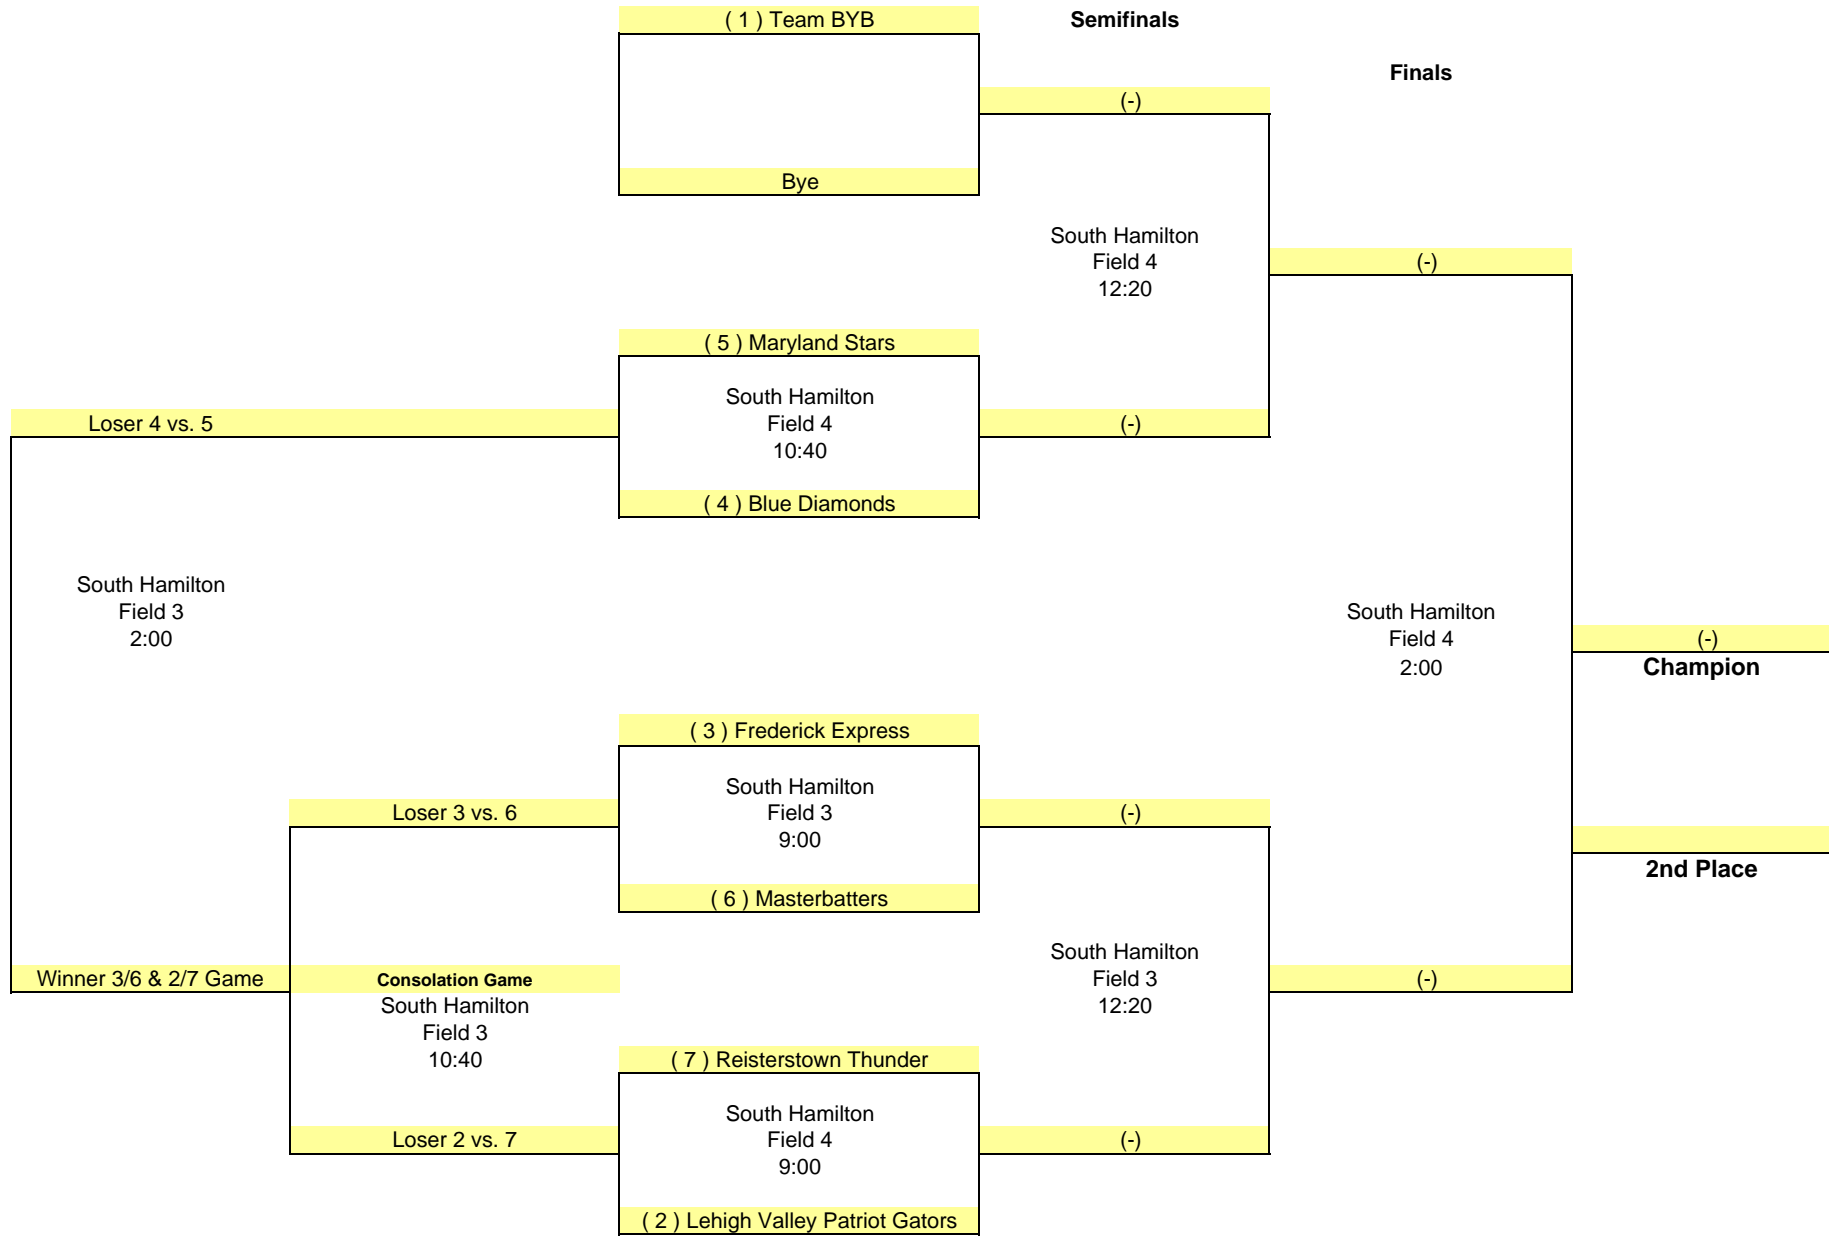 ( 1 ) Team BYB
Semifinals
Finals
(-)
Bye
South Hamilton
Field 4
12:20
(-)
( 5 ) Maryland Stars
South Hamilton
Field 4
10:40
Loser 4 vs. 5
(-)
( 4 ) Blue Diamonds
South Hamilton
Field 3
2:00
South Hamilton
Field 4
2:00
(-)
Champion
( 3 ) Frederick Express
South Hamilton
Field 3
9:00
Loser 3 vs. 6
(-)
2nd Place
( 6 ) Masterbatters
South Hamilton
Field 3
12:20
Winner 3/6 & 2/7 Game
Consolation Game
(-)
South Hamilton
Field 3
10:40
( 7 ) Reisterstown Thunder
South Hamilton
Field 4
9:00
Loser 2 vs. 7
(-)
( 2 ) Lehigh Valley Patriot Gators